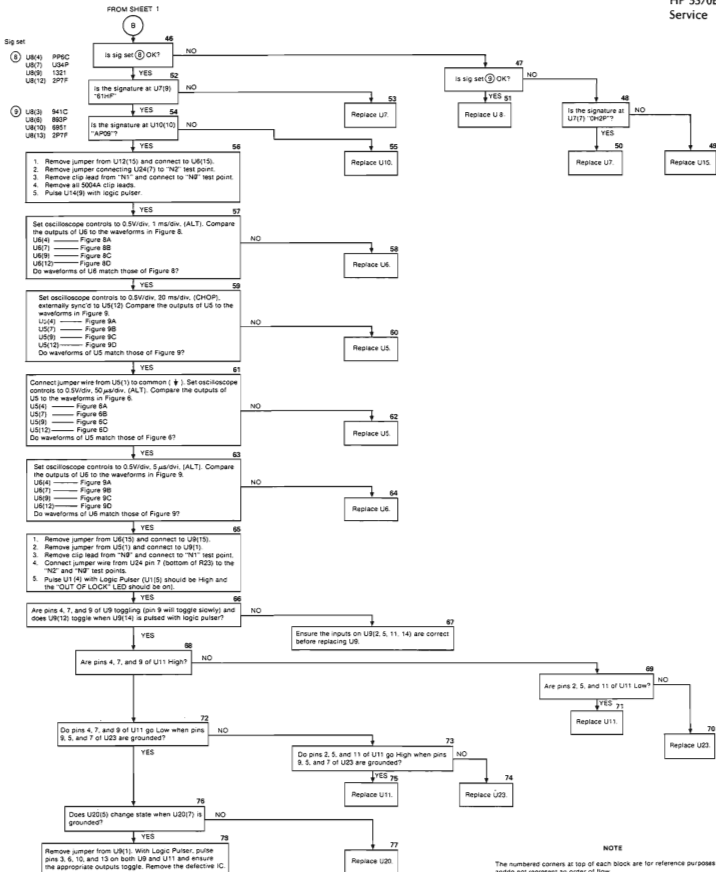 HP 5370B
Service
FROM SHEET 1
B
Sig set
8 U8(4) PP6C
U8(7) U34P
U8(9) 1321
U8(12) 2P7F
9 U8(3) 941C
U8(6) 893P
U8(10) 6951
U8(13) 2P7F
46
Is sig set 8 OK?
NO
YES
47
Is sig set 9 OK?
NO
YES
48
Is the signature at
U7(7) "0H2P"?
NO
YES
49
Replace U15.
50
Replace U7.
51
Replace U 8.
52
Is the signature at U7(9)
"61HF"
NO
YES
53
Replace U7.
54
Is the signature at U10(10)
"AP09"?
NO
YES
55
Replace U10.
56
1. Remove jumper from U12(15) and connect to U6(15).
2. Remove jumper connecting U24(7) to "N2" test point.
3. Remove clip lead from "N1" and connect to "N0" test point.
4. Remove all 5004A clip leads.
5. Pulse U14(9) with logic pulser.
YES
57
Set oscilloscope controls to 0.5V/div, 1 ms/div, (ALT). Compare
the outputs of U6 to the waveforms in Figure 8.
U6(4) Figure 8A
U6(7) Figure 8B
U6(9) Figure 8C
U6(12) Figure 8D
Do waveforms of U6 match those of Figure 8?
NO
YES
58
Replace U6.
59
Set oscilloscope controls to 0.5V/div, 20 ms/div, (CHOP),
externally sync'd to U5(12) Compare the outputs of U5 to the
waveforms in Figure 9.
U5(4) Figure 9A
U5(7) Figure 9B
U5(9) Figure 9C
U5(12) Figure 9D
Do waveforms of U5 match those of Figure 9?
NO
YES
60
Replace U5.
61
Connect jumper wire from U5(1) to common ( ). Set oscilloscope
controls to 0.5V/div, 50 µs/div, (ALT). Compare the outputs of
U5 to the waveforms in Figure 6.
U5(4) Figure 6A
U5(7) Figure 6B
U5(9) Figure 6C
U5(12) Figure 6D
Do waveforms of U5 match those of Figure 6?
NO
YES
62
Replace U5.
63
Set oscilloscope controls to 0.5V/div, 5 µs/dvi, (ALT). Compare
the outputs of U6 to the waveforms in Figure 9.
U6(4) Figure 9A
U6(7) Figure 9B
U6(9) Figure 9C
U6(12) Figure 9D
Do waveforms of U6 match those of Figure 9?
NO
YES
64
Replace U6.
65
1. Remove jumper from U6(15) and connect to U9(15).
2. Remove jumper from U5(1) and connect to U9(1).
3. Remove clip lead from "N0" and connect to "N1" test point.
4. Connect jumper wire from U24 pin 7 (bottom of R23) to the
"N2" and "N0" test points.
5. Pulse U1 (4) with Logic Pulser (U1(5) should be High and
the "OUT OF LOCK" LED should be on).
66
Are pins 4, 7, and 9 of U9 toggling (pin 9 will toggle slowly) and
does U9(12) toggle when U9(14) is pulsed with logic pulser?
NO
YES
67
Ensure the inputs on U9(2, 5, 11, 14) are correct
before replacing U9.
68
Are pins 4, 7, and 9 of U11 High?
NO
69
Are pins 2, 5, and 11 of U11 Low?
NO
YES
70
Replace U23.
71
Replace U11.
72
Do pins 4, 7, and 9 of U11 go Low when pins
9, 5, and 7 of U23 are grounded?
NO
YES
73
Do pins 2, 5, and 11 of U11 go High when pins
9, 5, and 7 of U23 are grounded?
NO
YES
74
Replace U23.
75
Replace U11.
76
Does U20(5) change state when U20(7) is
grounded?
NO
YES
77
Replace U20.
78
Remove jumper from U9(1). With Logic Pulser, pulse
pins 3, 6, 10, and 13 on both U9 and U11 and ensure
the appropriate outputs toggle. Remove the defective IC.
NOTE
The numbered corners at top of each block are for reference purposes
and do not represent an order of flow.